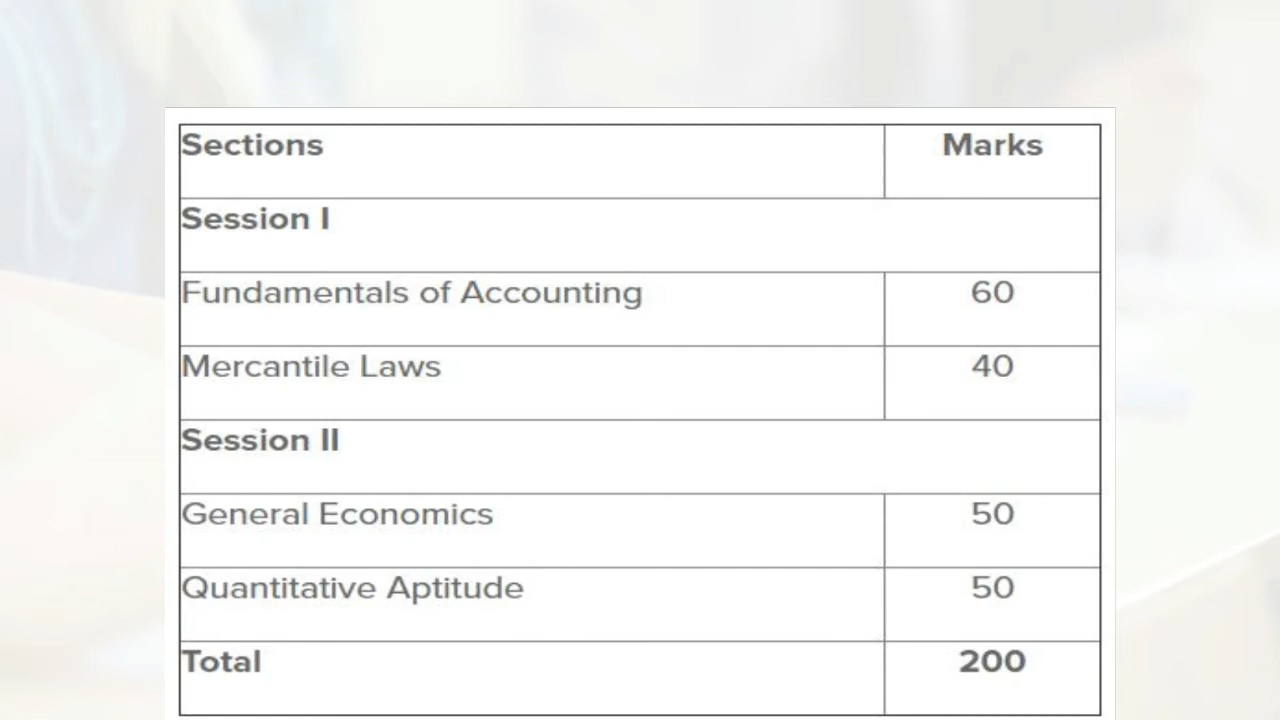 Sections Marks
Session I
Fundamentals of Accounting 60
Mercantile Laws 40
Session II
General Economics 50
Quantitative Aptitude 50
Total 200